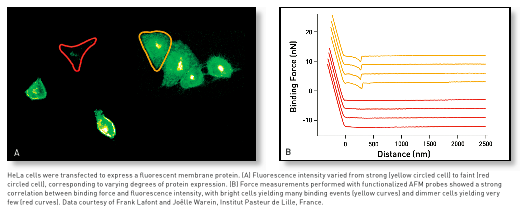 A
B
Binding Force (nN)
20
10
0
-10
0 500 1000 1500 2000 2500
Distance (nm)
HeLa cells were transfected to express a fluorescent membrane protein. (A) Fluorescence intensity varied from strong (yellow circled cell) to faint (red
circled cell), corresponding to varying degrees of protein expression. (B) Force measurements performed with functionalized AFM probes showed a strong
correlation between binding force and fluorescence intensity, with bright cells yielding many binding events (yellow curves) and dimmer cells yielding very
few (red curves). Data courtesy of Frank Lafont and Joëlle Warein, Institut Pasteur de Lille, France.